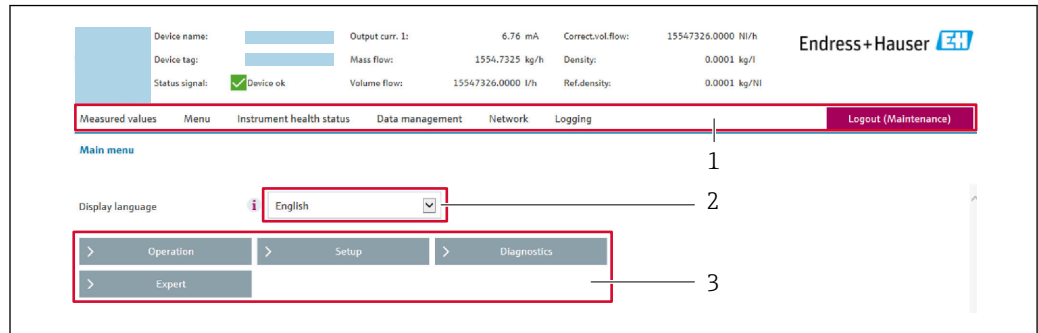 Device name: Output curr. 1: 6.76 mA Correct.vol.flow: 15547326.0000 Nl/h
Endress+Hauser EH
Device tag: Mass flow: 1554.7325 kg/h Density: 0.0001 kg/l
Status signal: Device ok Volume flow: 15547326.0000 l/h Ref.density: 0.0001 kg/Nl
Measured values Menu Instrument health status Data management Network Logging Logout (Maintenance)
1
Main menu
Display language i English
2
> Operation > Setup > Diagnostics
> Expert
3